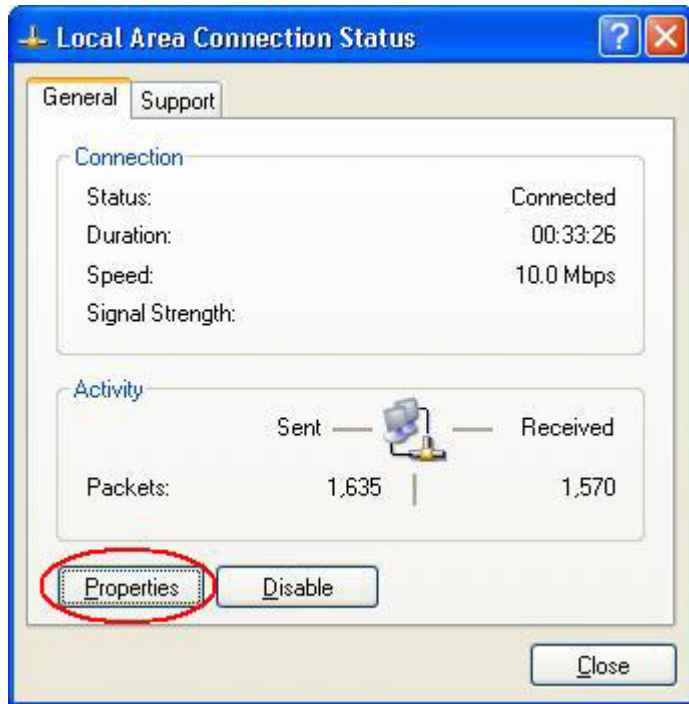 Local Area Connection Status
General Support
Connection
Status: Connected
Duration: 00:33:26
Speed: 10.0 Mbps
Signal Strength:
Activity
Sent Received
Packets: 1,635 1,570
Properties Disable
Close